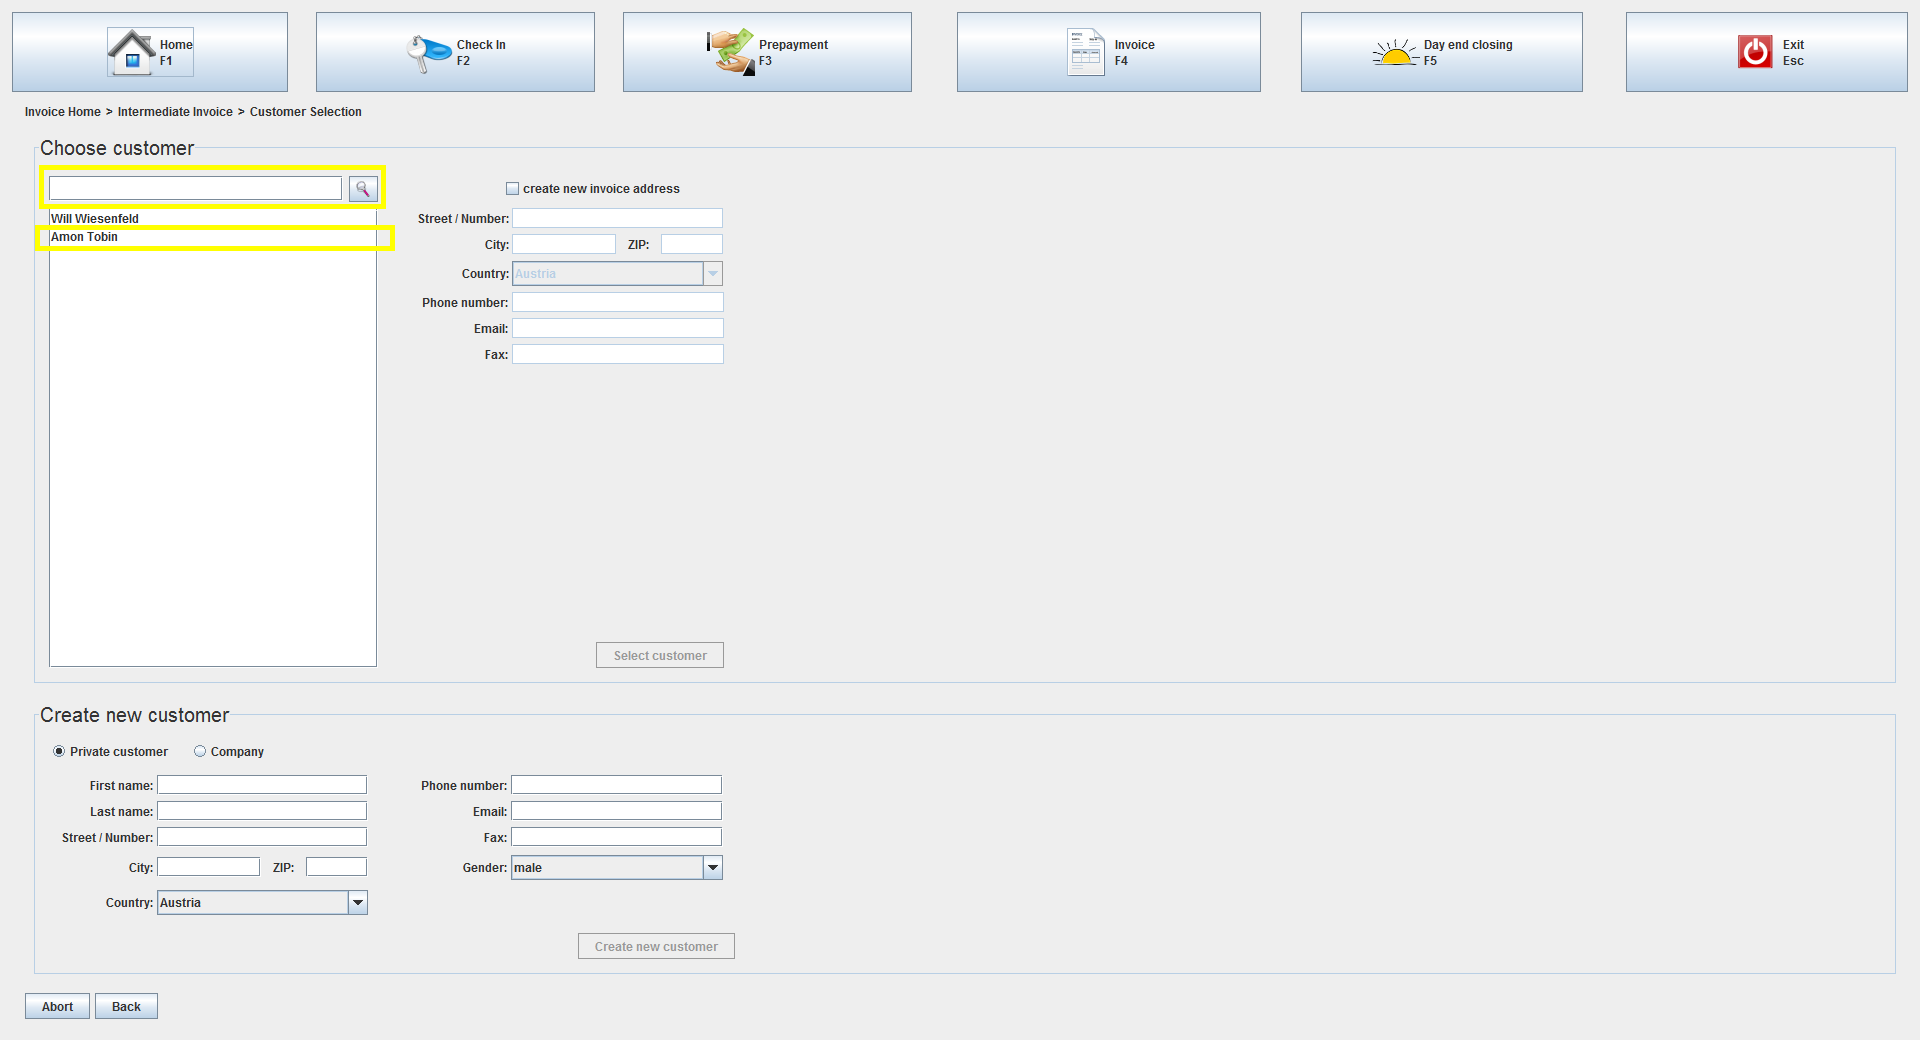 Home
F1
Check In
F2
Prepayment
F3
Invoice
F4
Day end closing
F5
Exit
Esc
Invoice Home > Intermediate Invoice > Customer Selection
Choose customer
create new invoice address
Will Wiesenfeld
Amon Tobin
Street / Number:
City:
ZIP:
Country: Austria
Phone number:
Email:
Fax:
Select customer
Create new customer
Private customer
Company
First name:
Last name:
Street / Number:
City:
ZIP:
Country: Austria
Phone number:
Email:
Fax:
Gender: male
Create new customer
Abort
Back